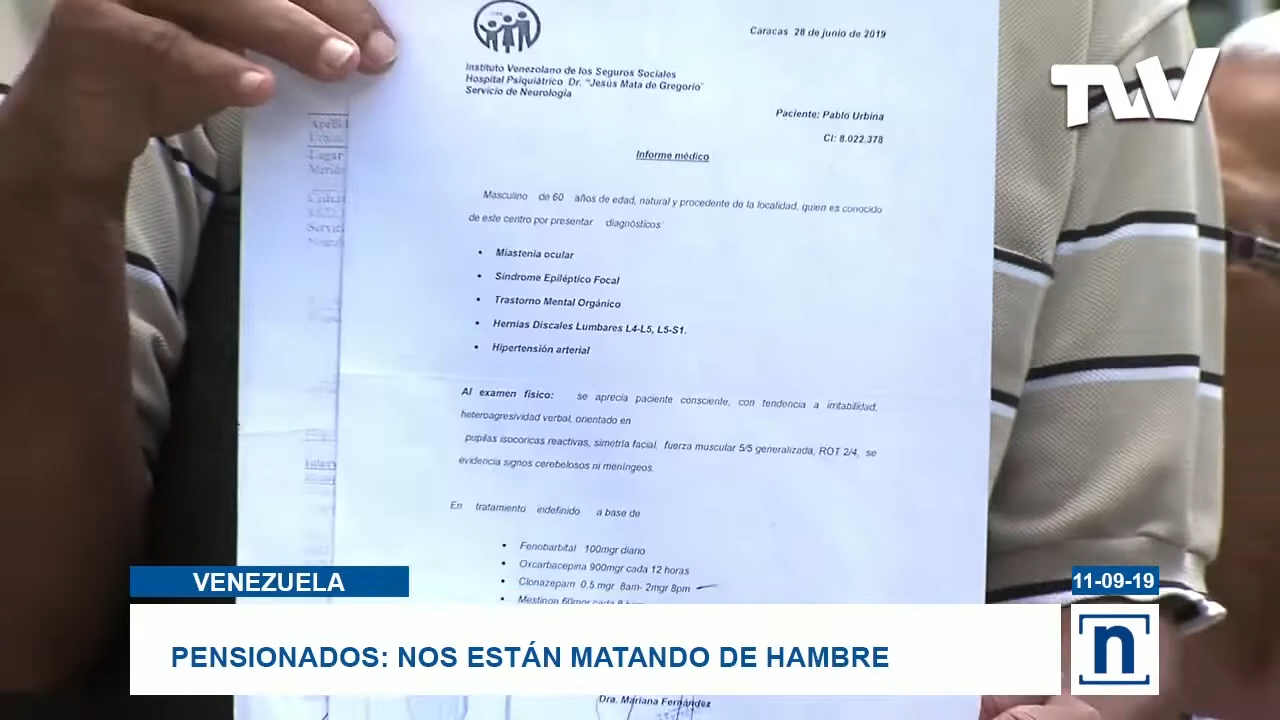 Caracas 28 de junio de 2019
TVV
Instituto Venezolano de los Seguros Sociales
Hospital Psiquiátrico Dr. "Jesús Mata de Gregorio"
Servicio de Neurología
Paciente: Pablo Urbina
CI: 8.022.378
Informe médico
Masculino de 60 años de edad, natural y procedente de la localidad, quien es conocido
de este centro por presentar diagnósticos
• Miastenia ocular
• Síndrome Epiléptico Focal
• Trastorno Mental Orgánico
• Hernias Discales Lumbares L4-L5, L5-S1.
• Hipertensión arterial
Al examen físico: se aprecia paciente consciente, con tendencia a irritabilidad,
heteroagresividad verbal, orientado en
pupilas isocoricas reactivas, simetría facial, fuerza muscular 5/5 generalizada, ROT 2/4, se
evidencia signos cerebelosos ni meníngeos.
En tratamiento indefinido a base de
• Fenobarbital 100mgr diario
• Oxcarbacepina 900mgr cada 12 horas
• Clonazepam 0.5 mgr 8am- 2mgr 8pm
• Mestinon 60mgr cada 8
VENEZUELA
11-09-19
PENSIONADOS: NOS ESTÁN MATANDO DE HAMBRE
n
Dra. Mariana Fernández